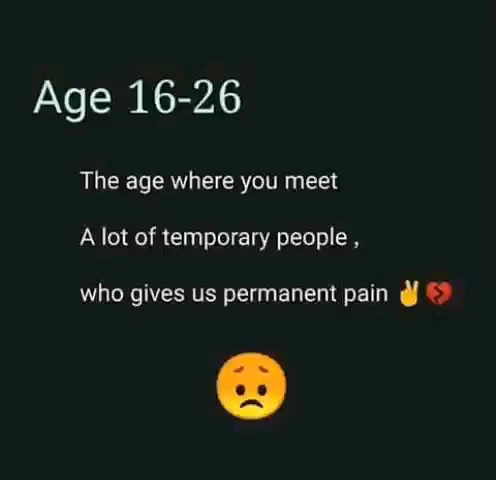 Age 16-26
The age where you meet
A lot of temporary people ,
who gives us permanent pain ✌️💔
😞